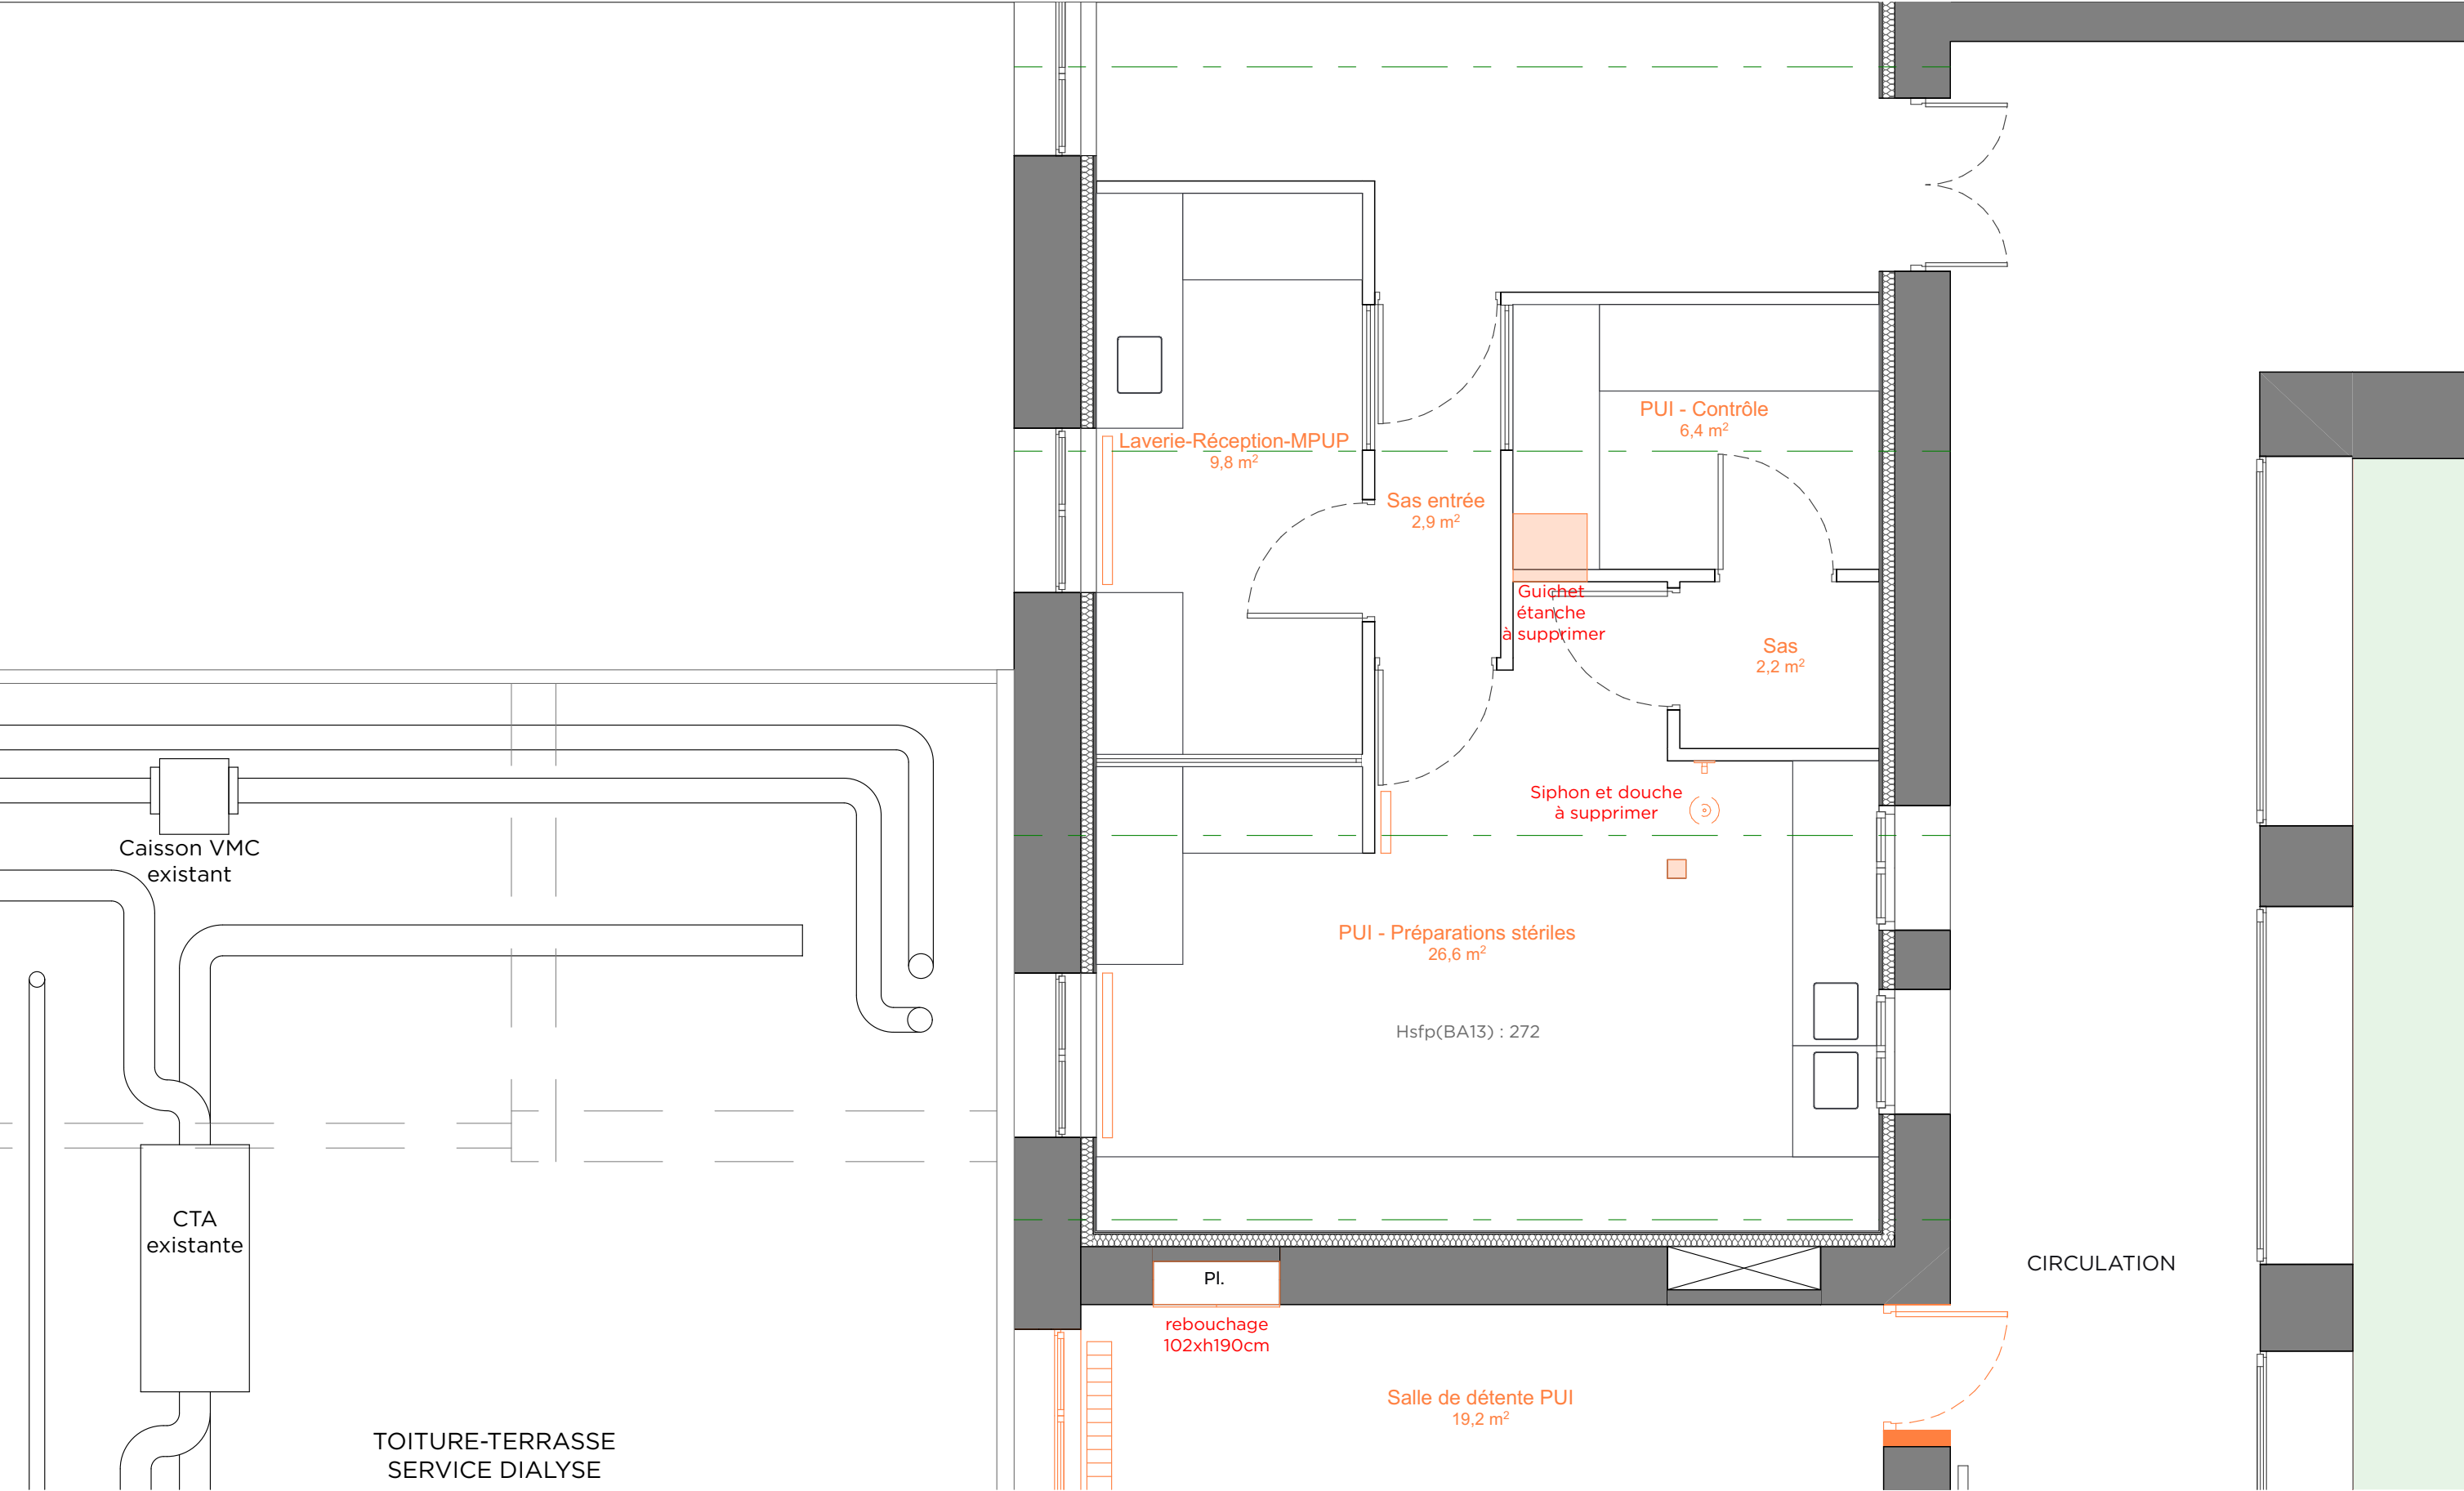 PUI - Contrôle
6,4 m²
Laverie-Réception-MPUP
9,8 m²
Sas entrée
2,9 m²
Guichet
étanche
à supprimer
Sas
2,2 m²
Siphon et douche
à supprimer
Caisson VMC
existant
PUI - Préparations stériles
26,6 m²
Hsfp(BA13) : 272
CTA
existante
Pl.
CIRCULATION
rebouchage
102xh190cm
Salle de détente PUI
19,2 m²
TOITURE-TERRASSE
SERVICE DIALYSE